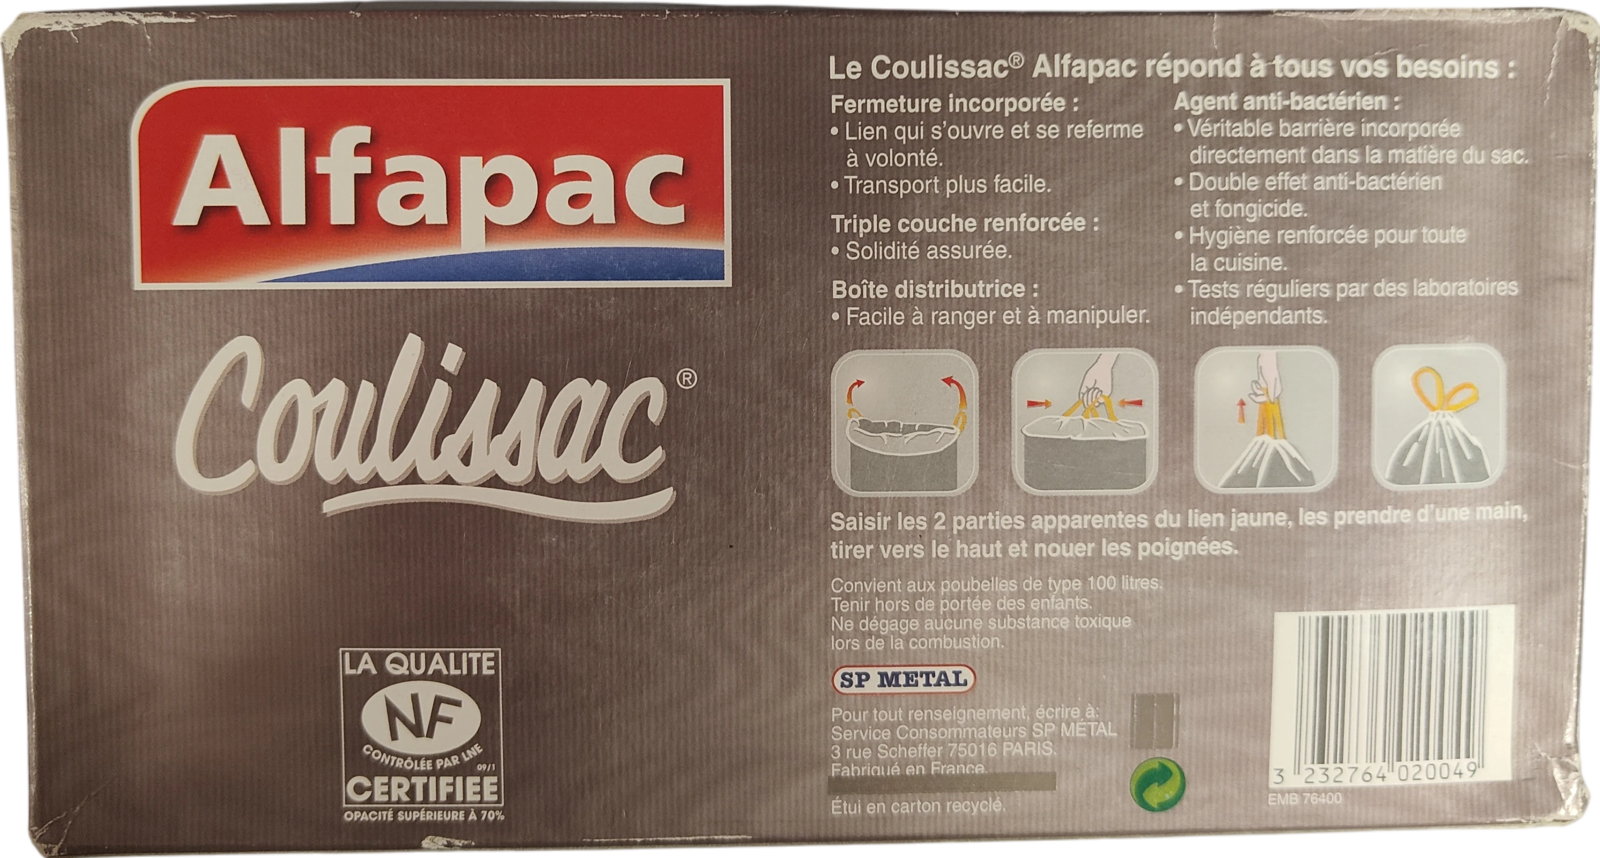 Alfapac
Coulissac®
LA QUALITE
NF
CONTRÔLÉE PAR LNE
09/1
CERTIFIEE
OPACITÉ SUPÉRIEURE À 70%
Le Coulissac® Alfapac répond à tous vos besoins :
Fermeture incorporée :
• Lien qui s'ouvre et se referme
à volonté.
• Transport plus facile.
Triple couche renforcée :
• Solidité assurée.
Boîte distributrice :
• Facile à ranger et à manipuler.
Agent anti-bactérien :
• Véritable barrière incorporée
directement dans la matière du sac.
• Double effet anti-bactérien
et fongicide.
• Hygiène renforcée pour toute
la cuisine.
• Tests réguliers par des laboratoires
indépendants.
Saisir les 2 parties apparentes du lien jaune, les prendre d'une main,
tirer vers le haut et nouer les poignées.
Convient aux poubelles de type 100 litres.
Tenir hors de portée des enfants.
Ne dégage aucune substance toxique
lors de la combustion.
SP METAL
Pour tout renseignement, écrire à:
Service Consommateurs SP MÉTAL
3 rue Scheffer 75016 PARIS.
Fabriqué en France
Étui en carton recyclé.
3 232764 020049
EMB 76400